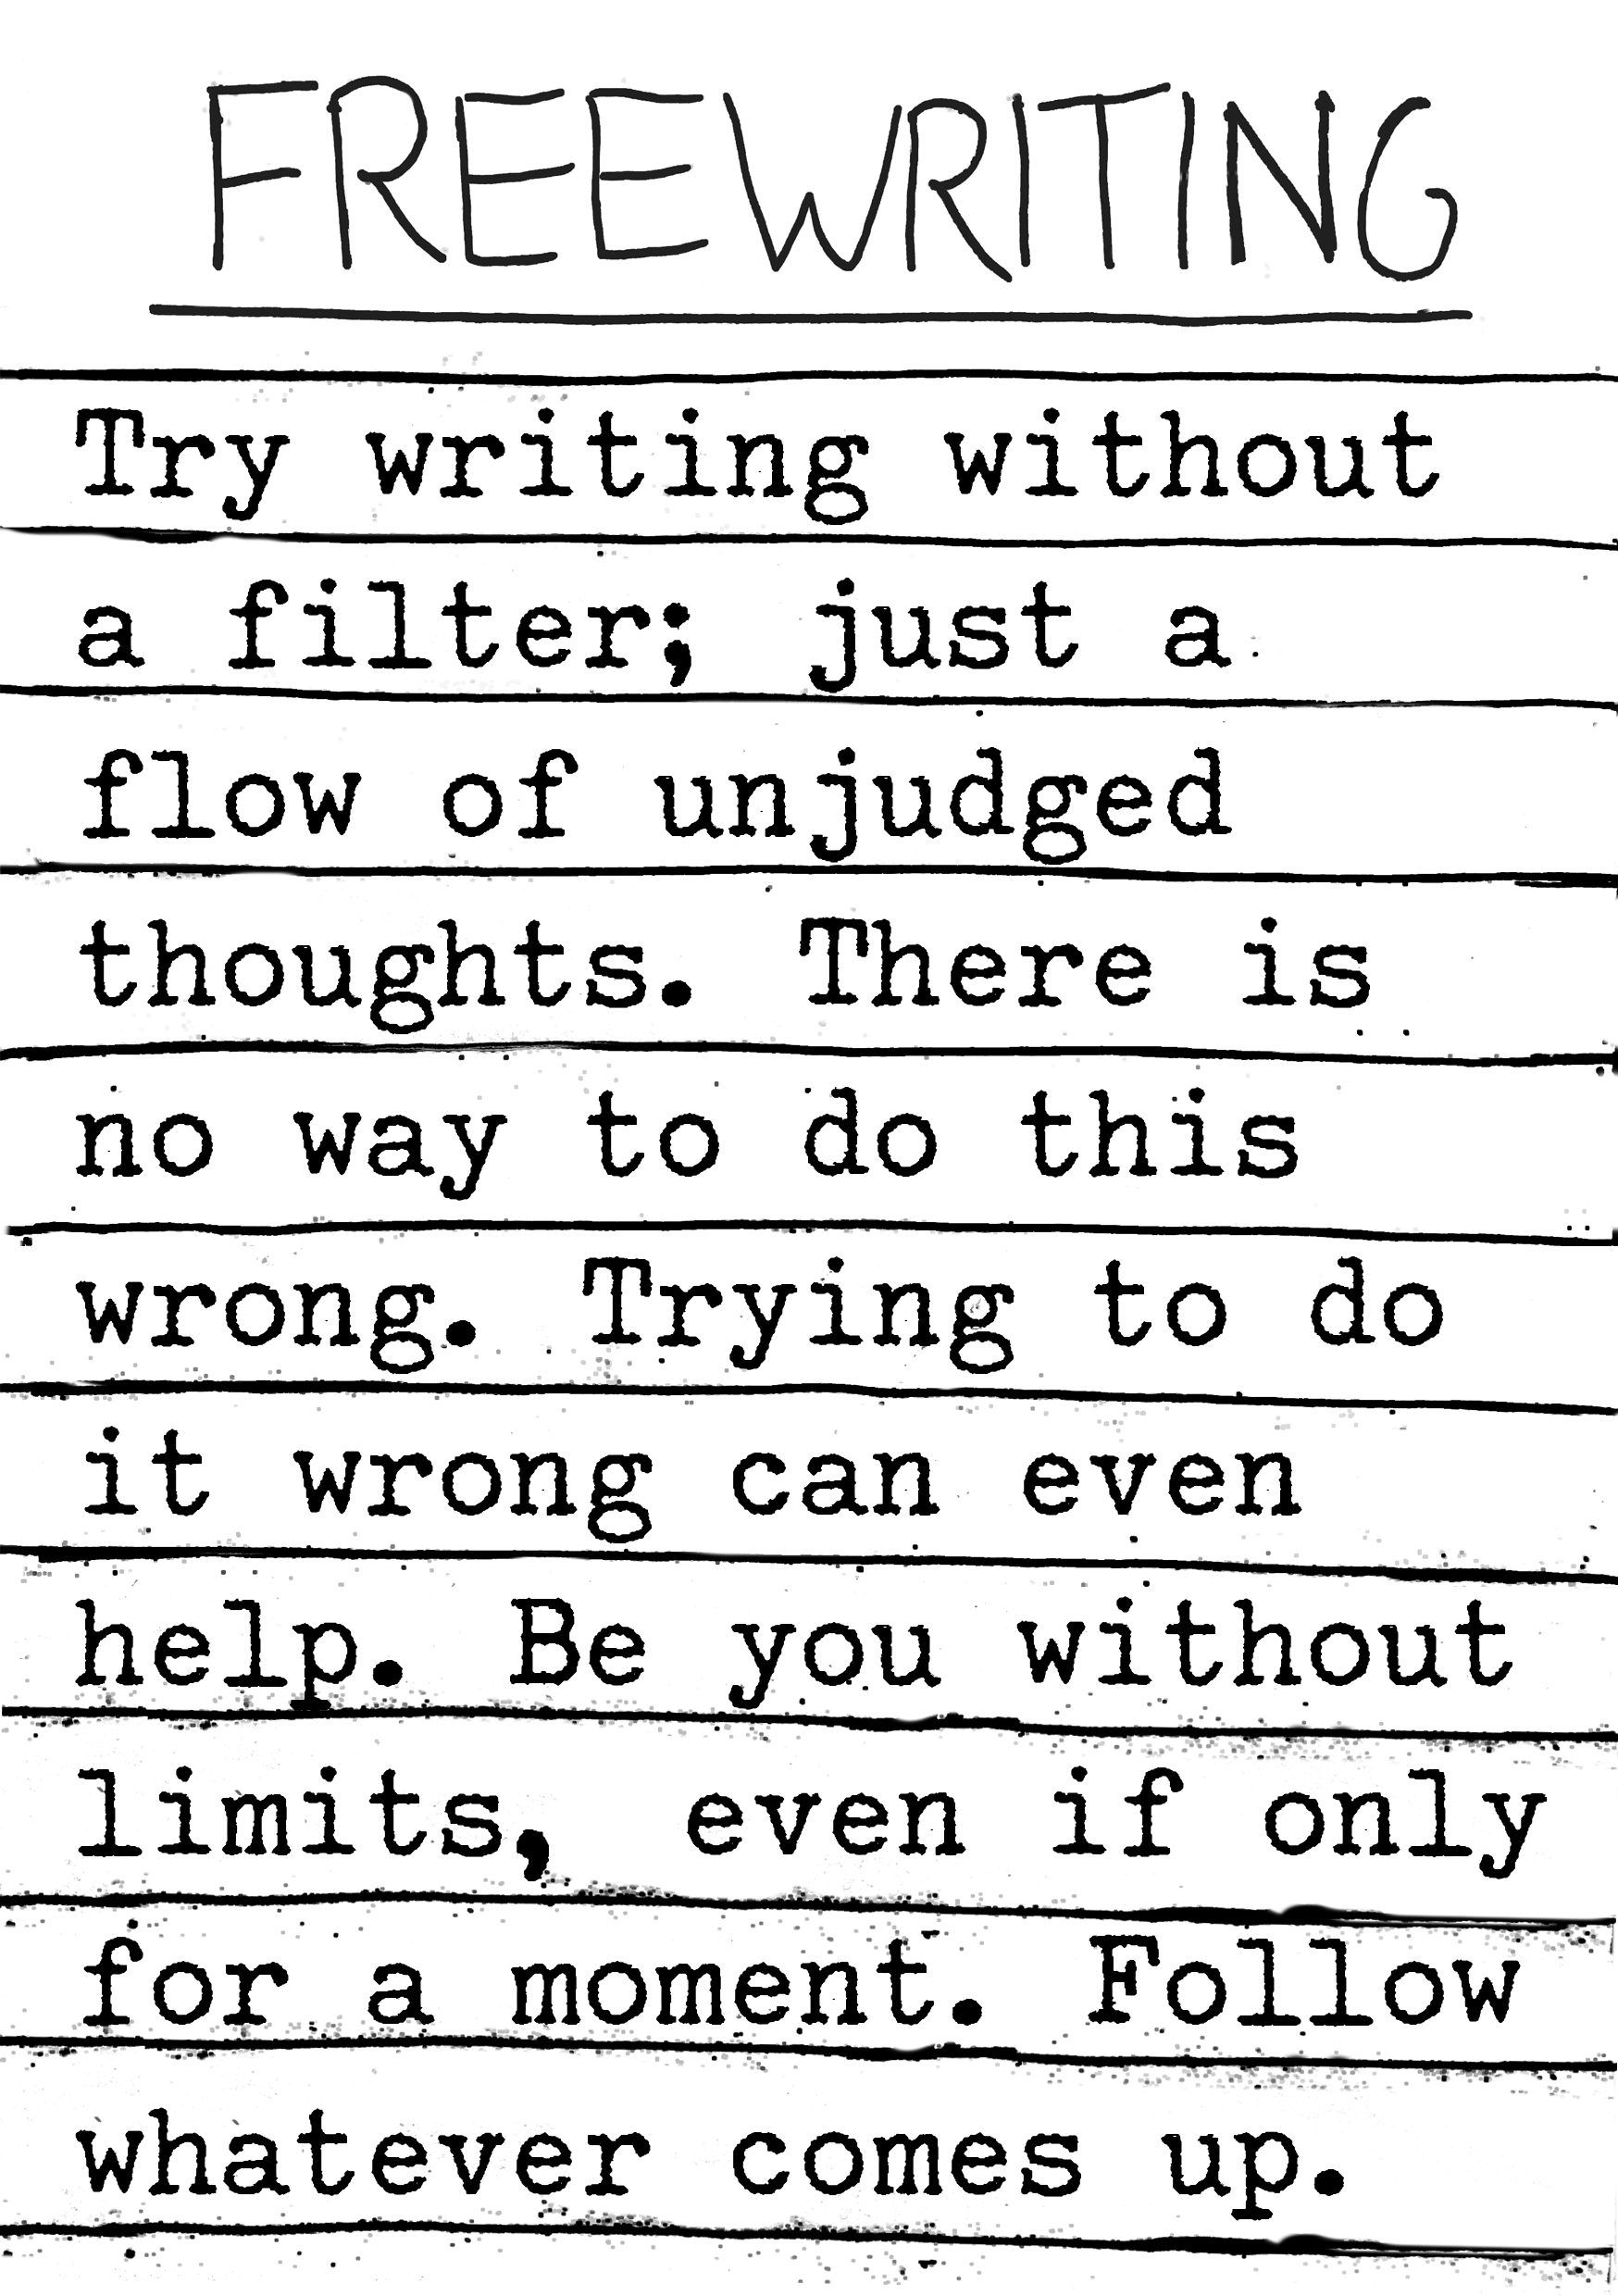 FREEWRITING
Try writing without
a filter; just a
flow of unjudged
thoughts. There is
no way to do this
wrong. Trying to do
it wrong can even
help. Be you without
limits, even if only
for a moment. Follow
whatever comes up.